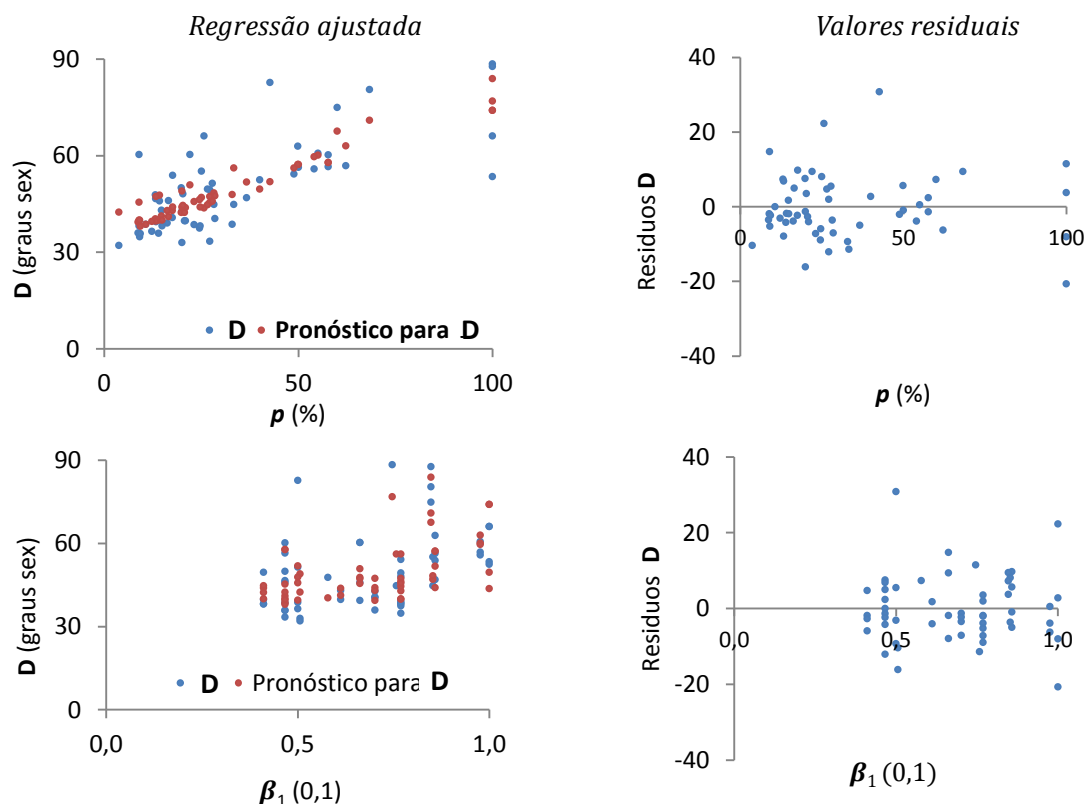 Regressão ajustada
90
60
30
0
D (graus sex)
D Pronóstico para D
0 50 100
p (%)
Valores residuais
40
20
0
-20
-40
Residuos D
0 50 100
p (%)
90
60
30
0
D (graus sex)
D Pronóstico para D
0,0 0,5 1,0
β₁ (0,1)
40
20
0
-20
-40
Residuos D
0,0 0,5 1,0
β₁ (0,1)